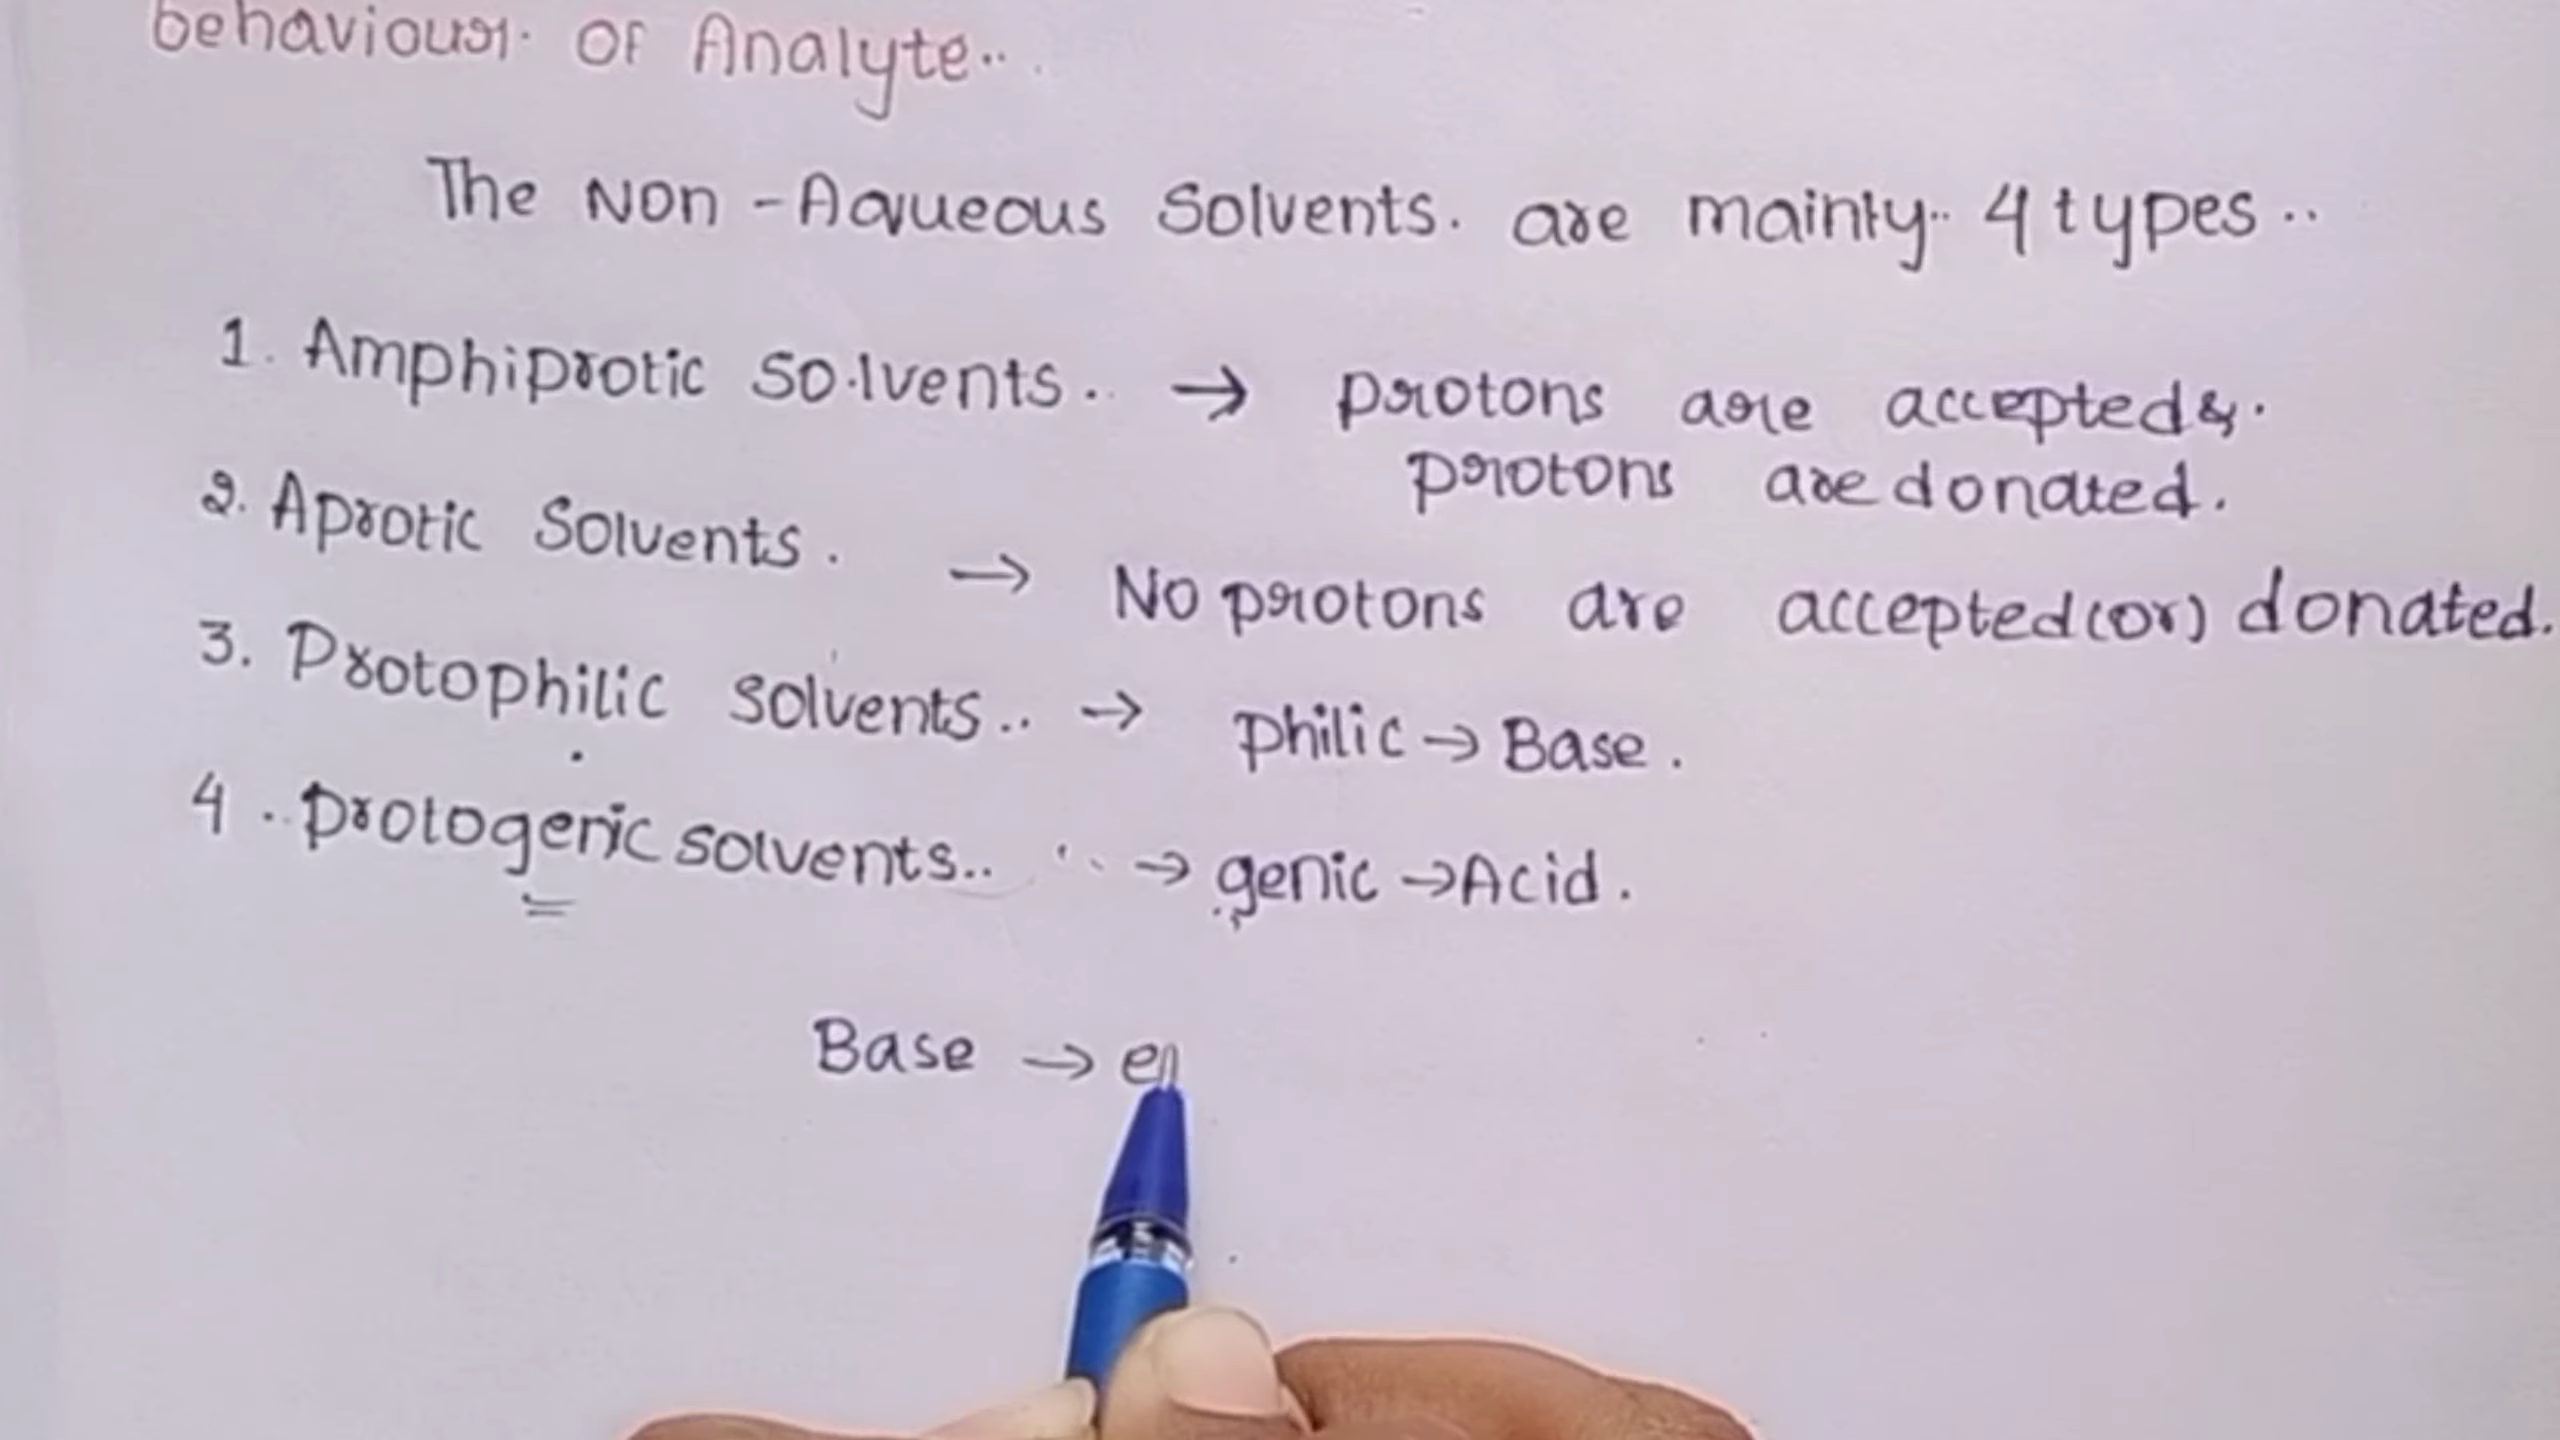 behaviour. OF Analyte..
The Non-Aqueous Solvents. are mainly.. 4 types..
1. Amphiprotic So.lvents.. → protons are accepted &.
protons are donated.
2. Aprotic Solvents. → No protons are accepted (or) donated.
3. Protophilic Solvents.. → philic → Base.
4. Protogenic solvents.. → genic → Acid.
Base →